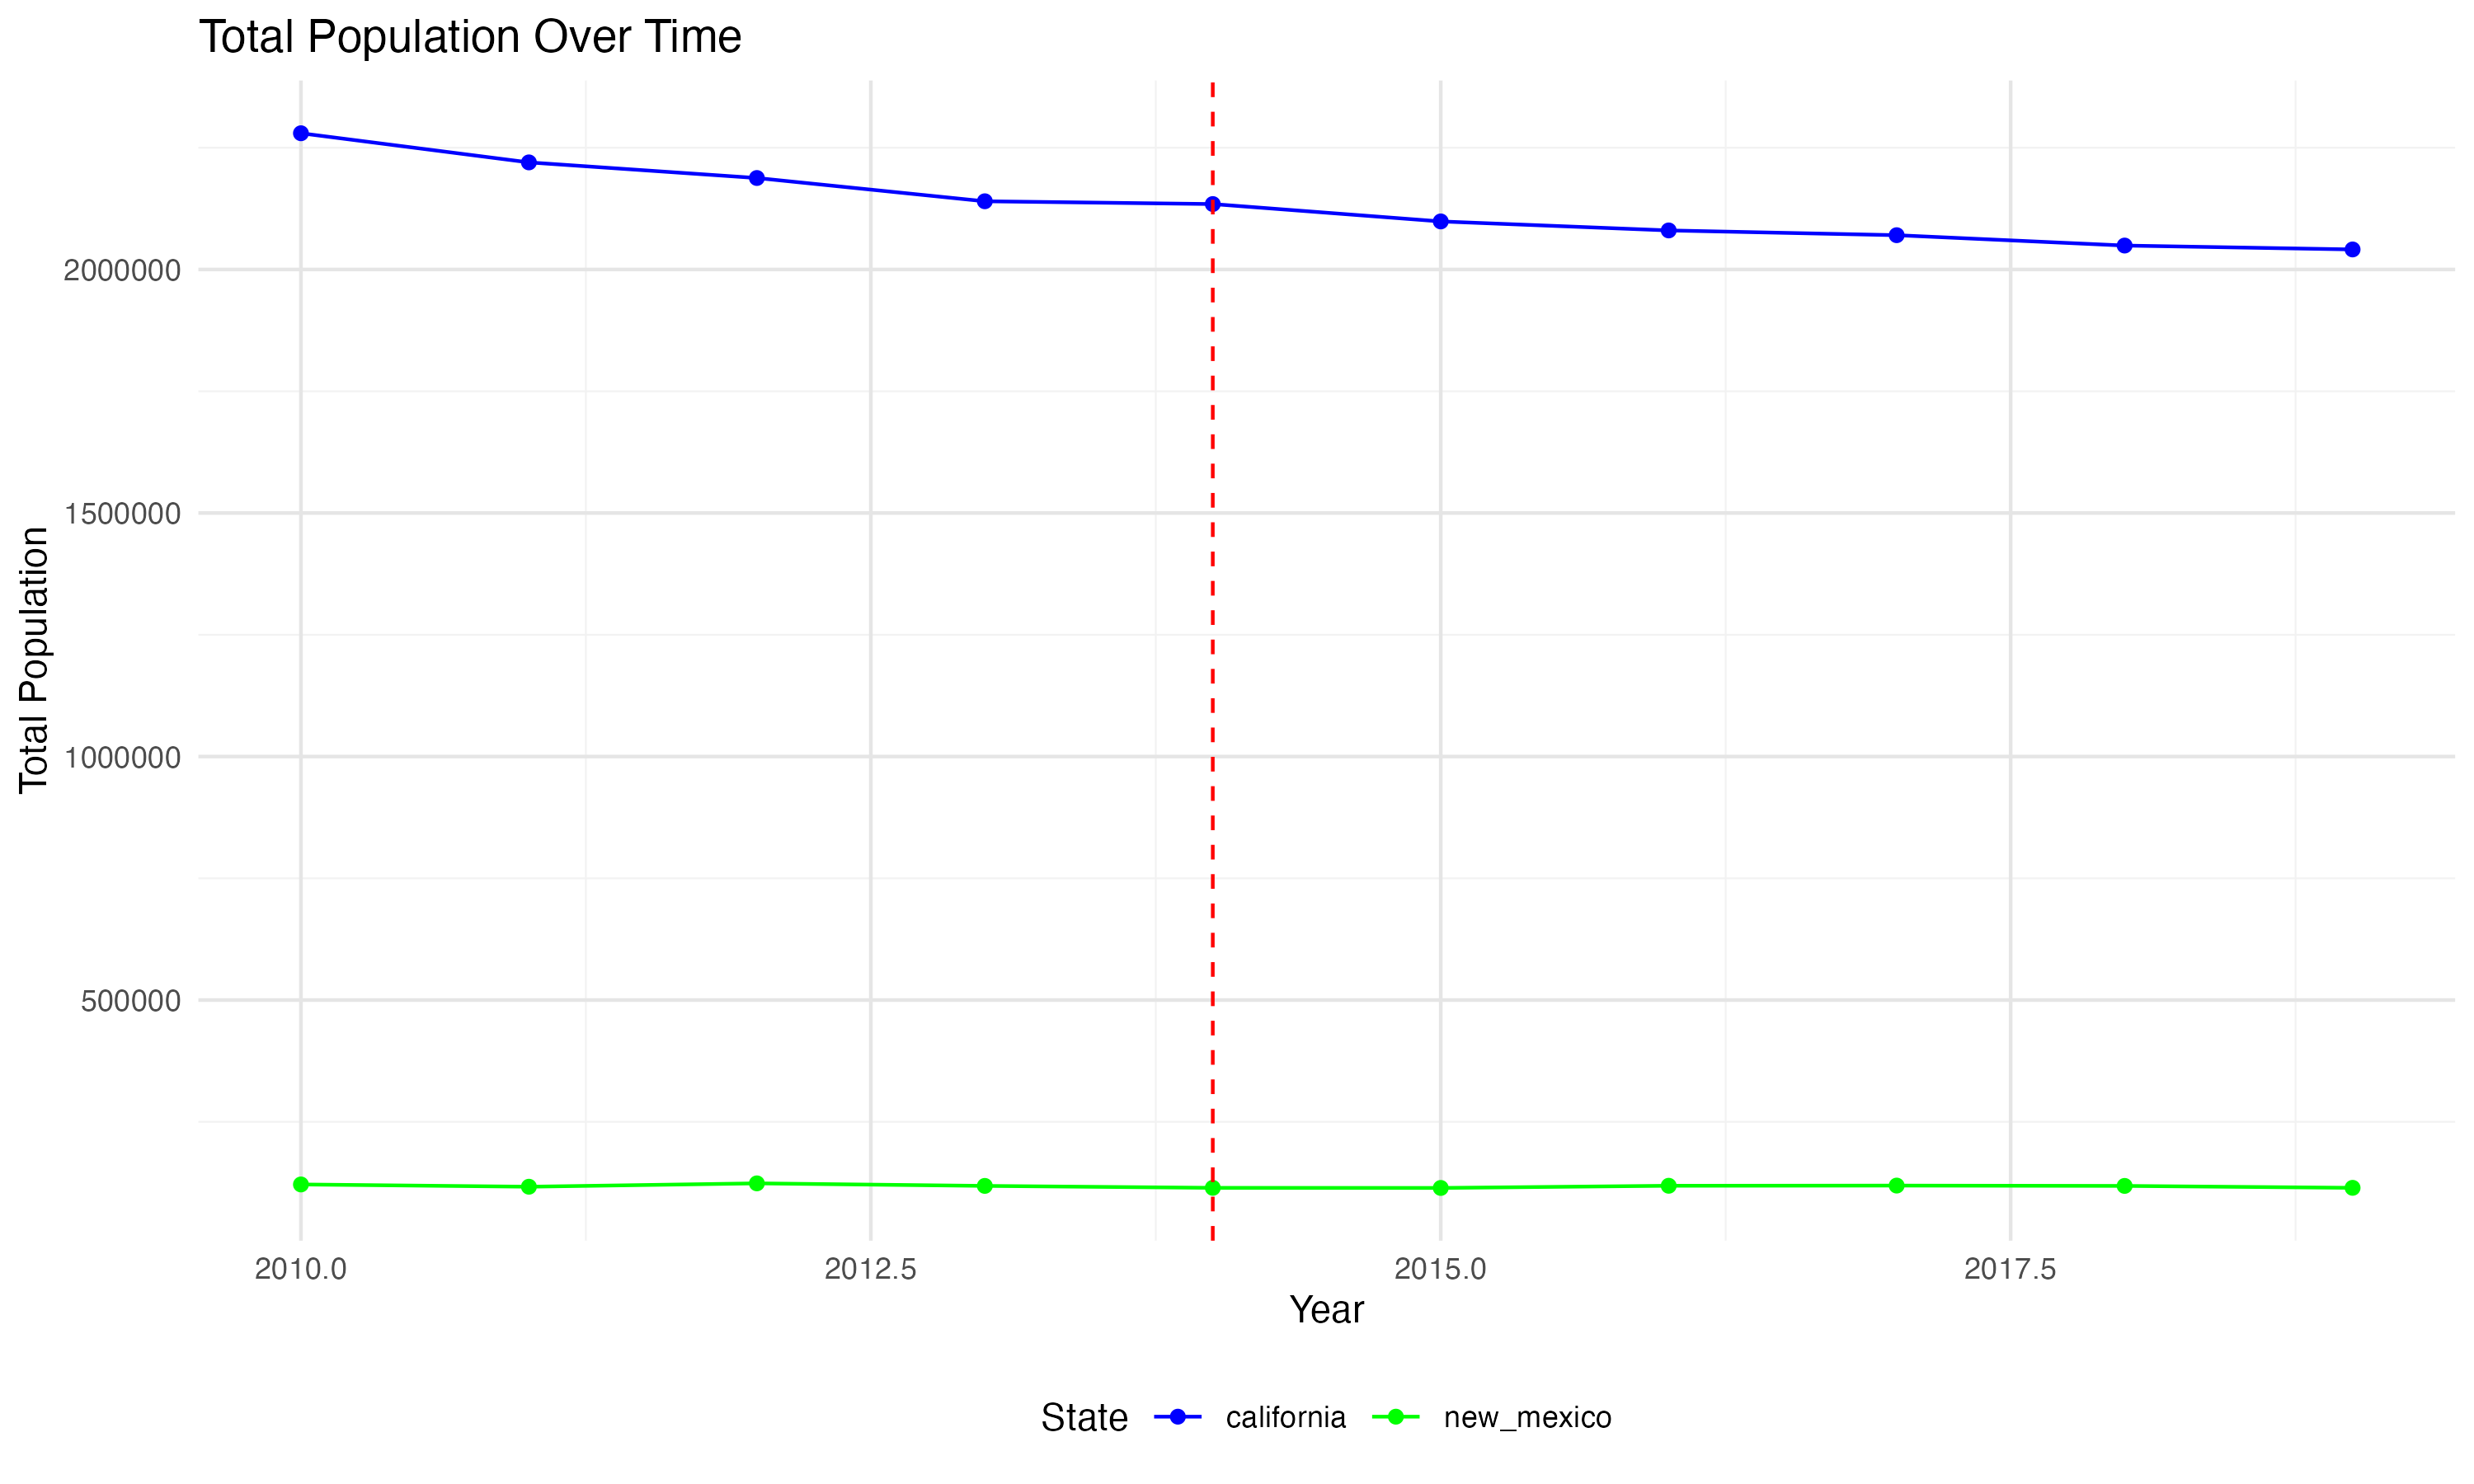 Total Population Over Time
Total Population
2000000
1500000
1000000
500000
2010.0 2012.5 2015.0 2017.5
Year
State california new_mexico